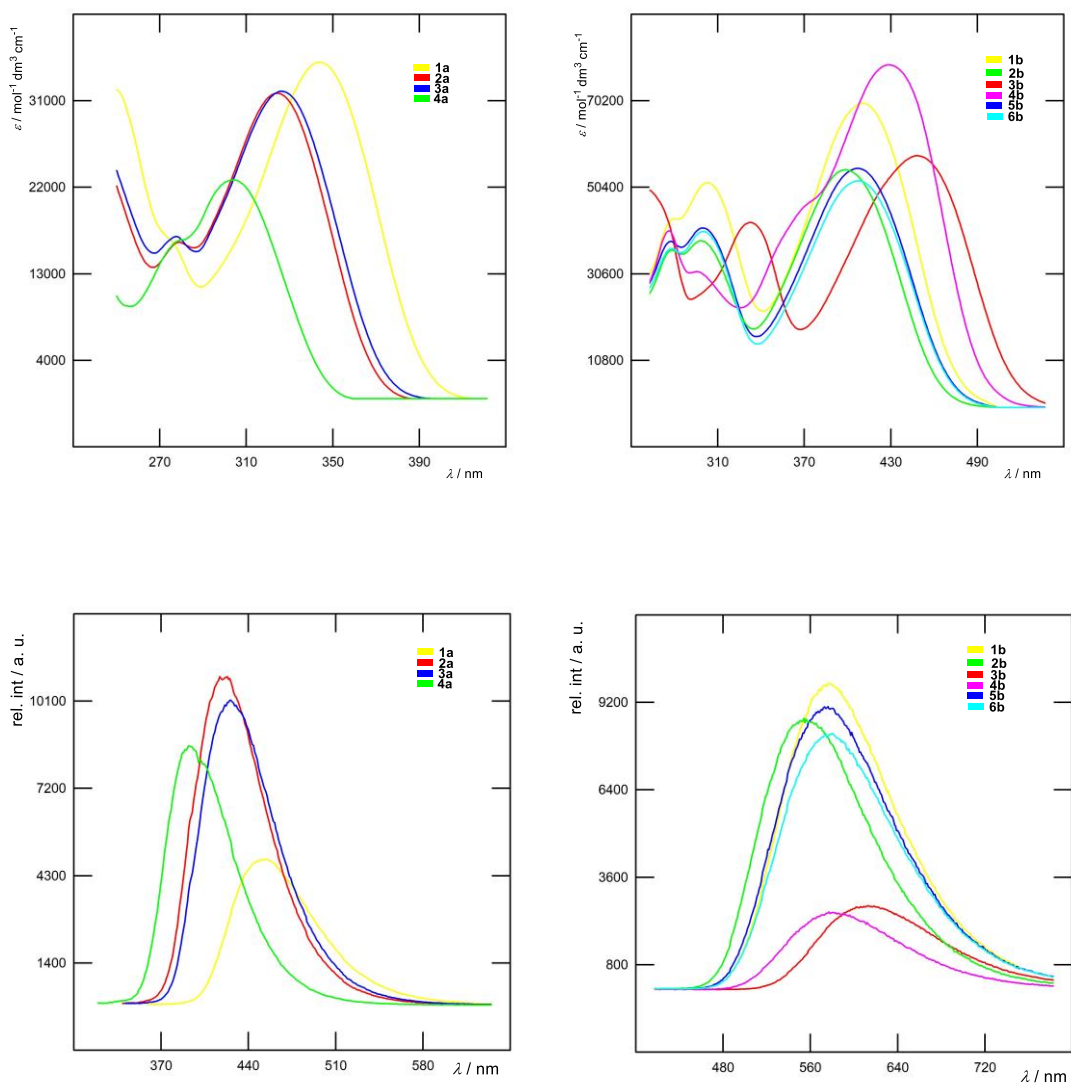 ε / mol⁻¹ dm³ cm⁻¹
31000
22000
13000
4000
270 310 350 390
λ / nm
1a
2a
3a
4a
ε / mol⁻¹ dm³ cm⁻¹
70200
50400
30600
10800
310 370 430 490
λ / nm
1b
2b
3b
4b
5b
6b
rel. int / a. u.
10100
7200
4300
1400
370 440 510 580 λ / nm
1a
2a
3a
4a
rel. int / a. u.
9200
6400
3600
800
480 560 640 720 λ / nm
1b
2b
3b
4b
5b
6b